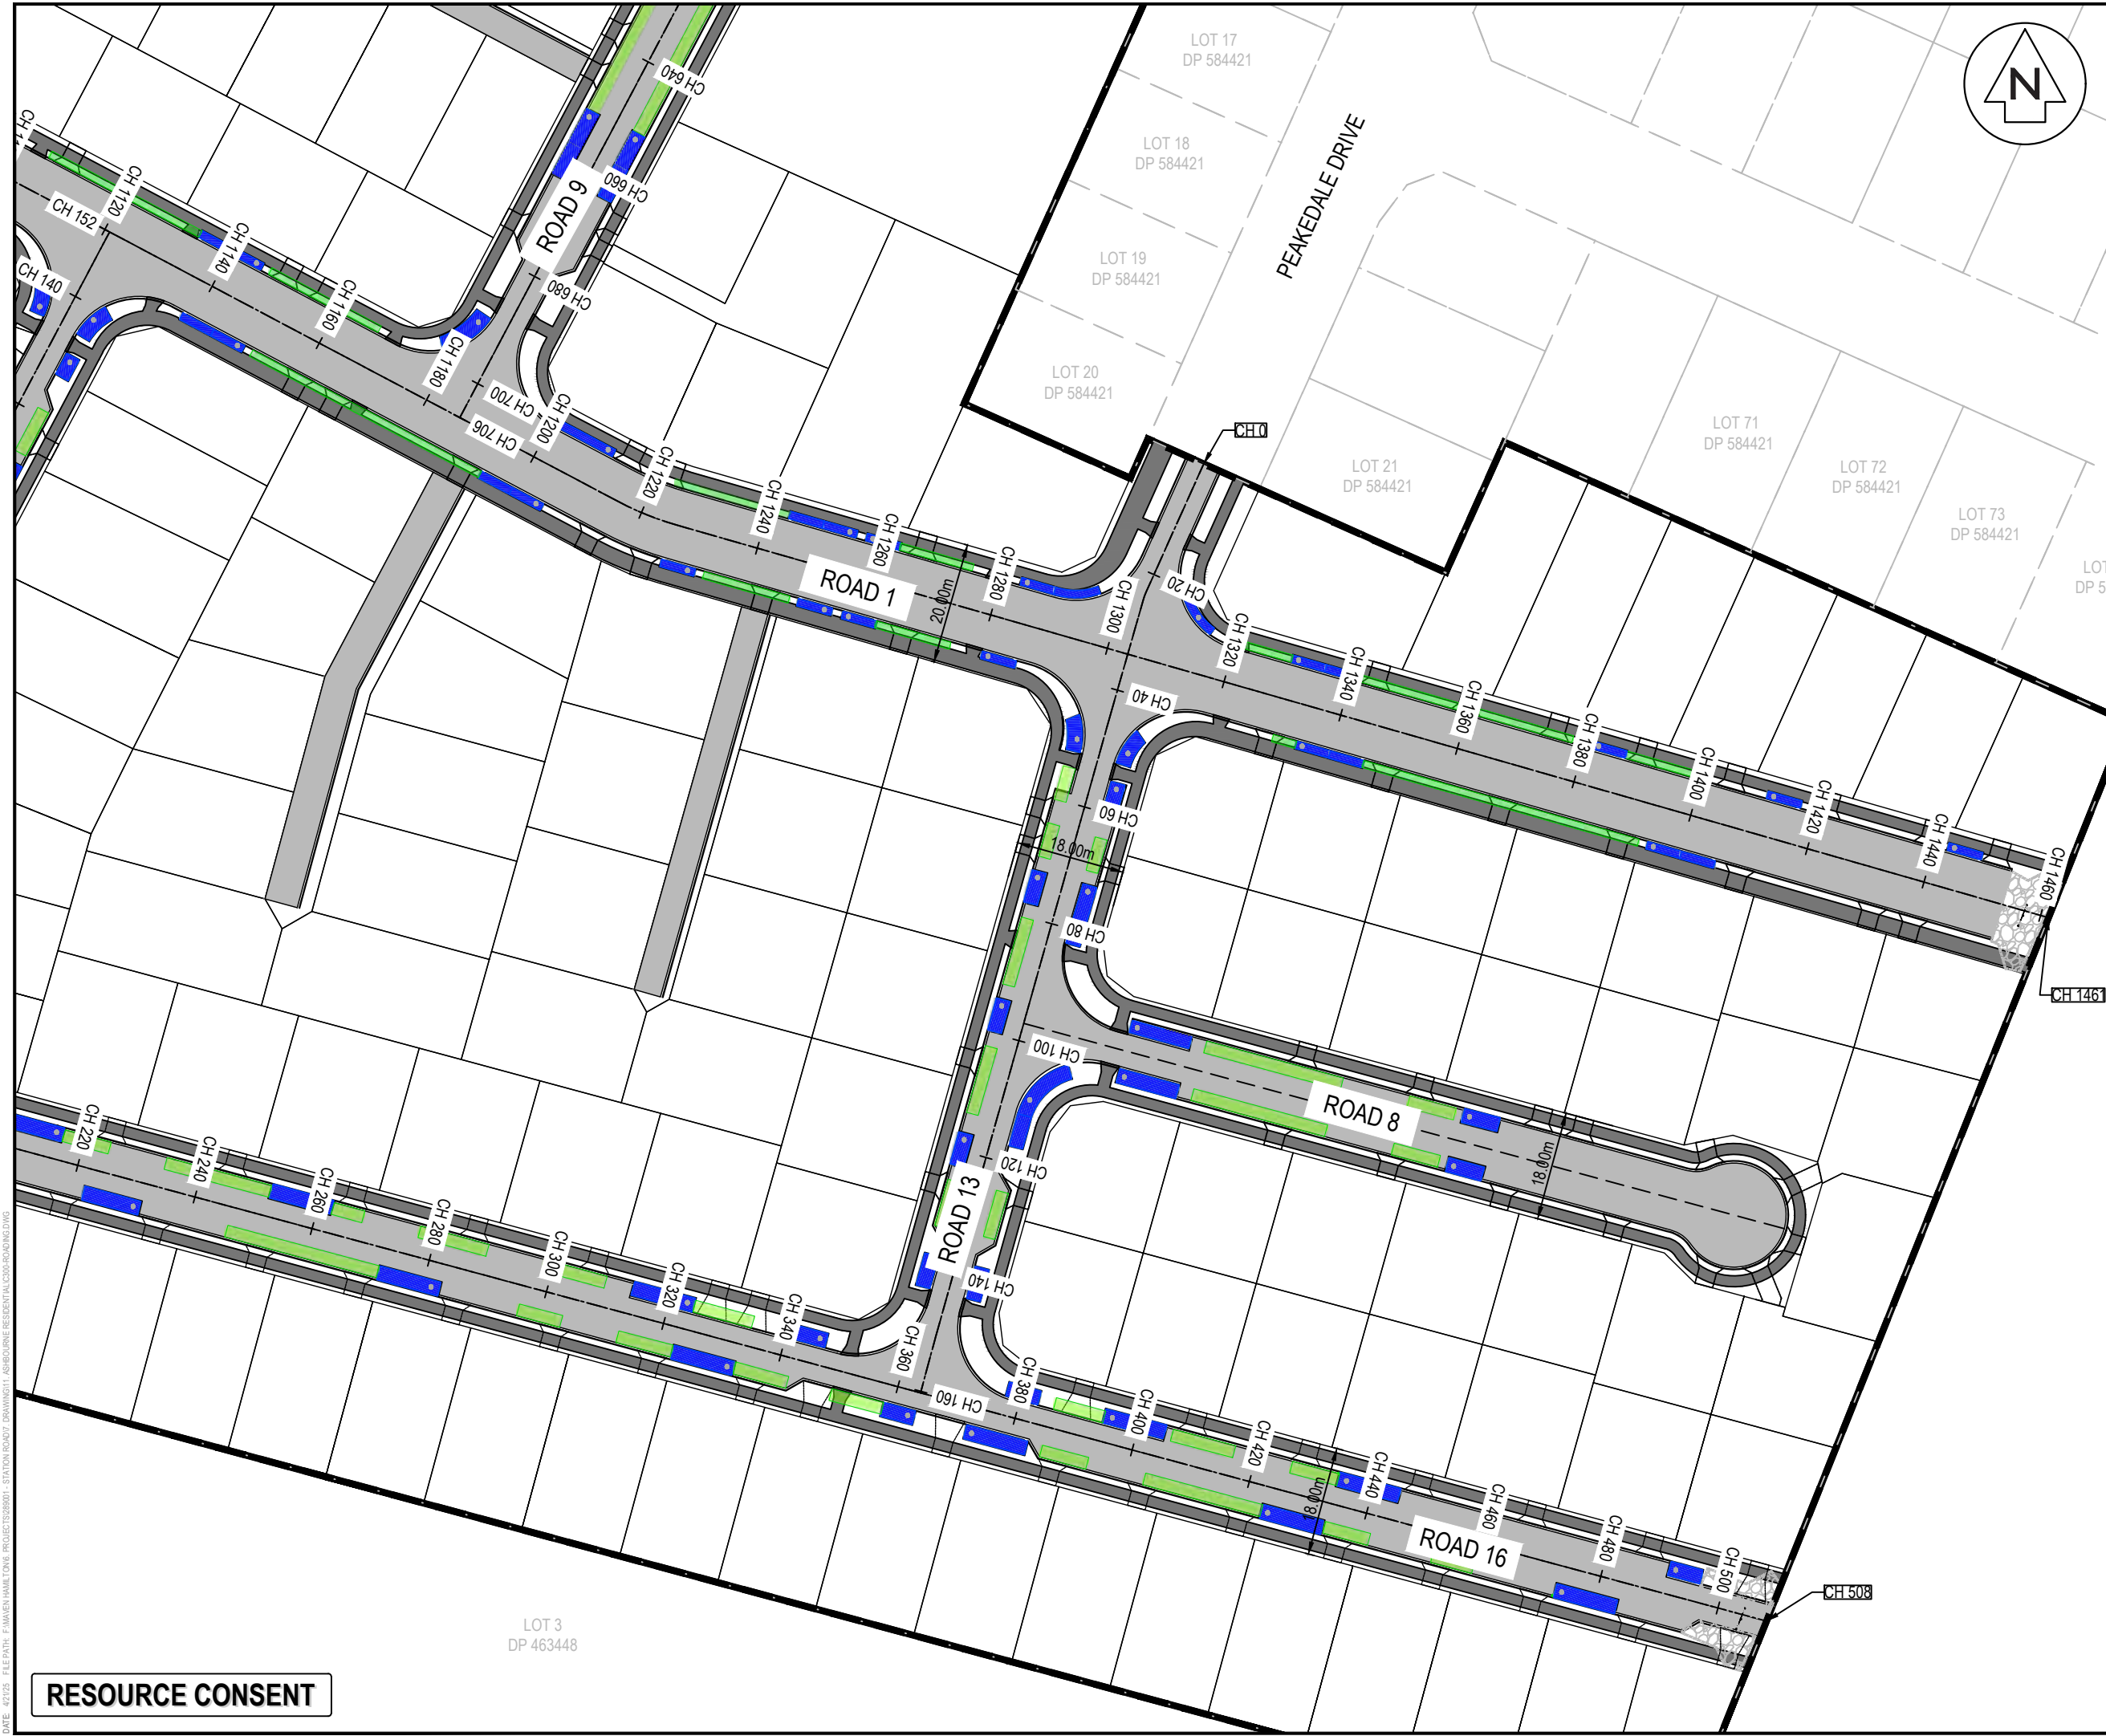 N
LOT 17
DP 584421
LOT 18
DP 584421
LOT 19
DP 584421
LOT 20
DP 584421
PEAKEDALE DRIVE
LOT 21
DP 584421
LOT 71
DP 584421
LOT 72
DP 584421
LOT 73
DP 584421
CH 640
CH 660
ROAD 9
CH 680
CH 700
CH 706
CH 152
CH 140
CH 1120
CH 1140
CH 1160
CH 1180
CH 1200
CH 1220
CH 1240
CH 1260
CH 1280
CH 1300
CH 1320
CH 1340
CH 1360
CH 1380
CH 1400
CH 1420
CH 1440
CH 1460
CH 1461
ROAD 1
20.00m
CH 0
CH 20
CH 40
CH 60
18.00m
CH 80
CH 100
CH 120
ROAD 13
CH 140
CH 160
ROAD 8
18.00m
CH 220
CH 240
CH 260
CH 280
CH 300
CH 320
CH 340
CH 360
CH 380
CH 400
CH 420
CH 440
CH 460
CH 480
CH 500
CH 508
18.00m
ROAD 16
LOT 3
DP 463448
RESOURCE CONSENT